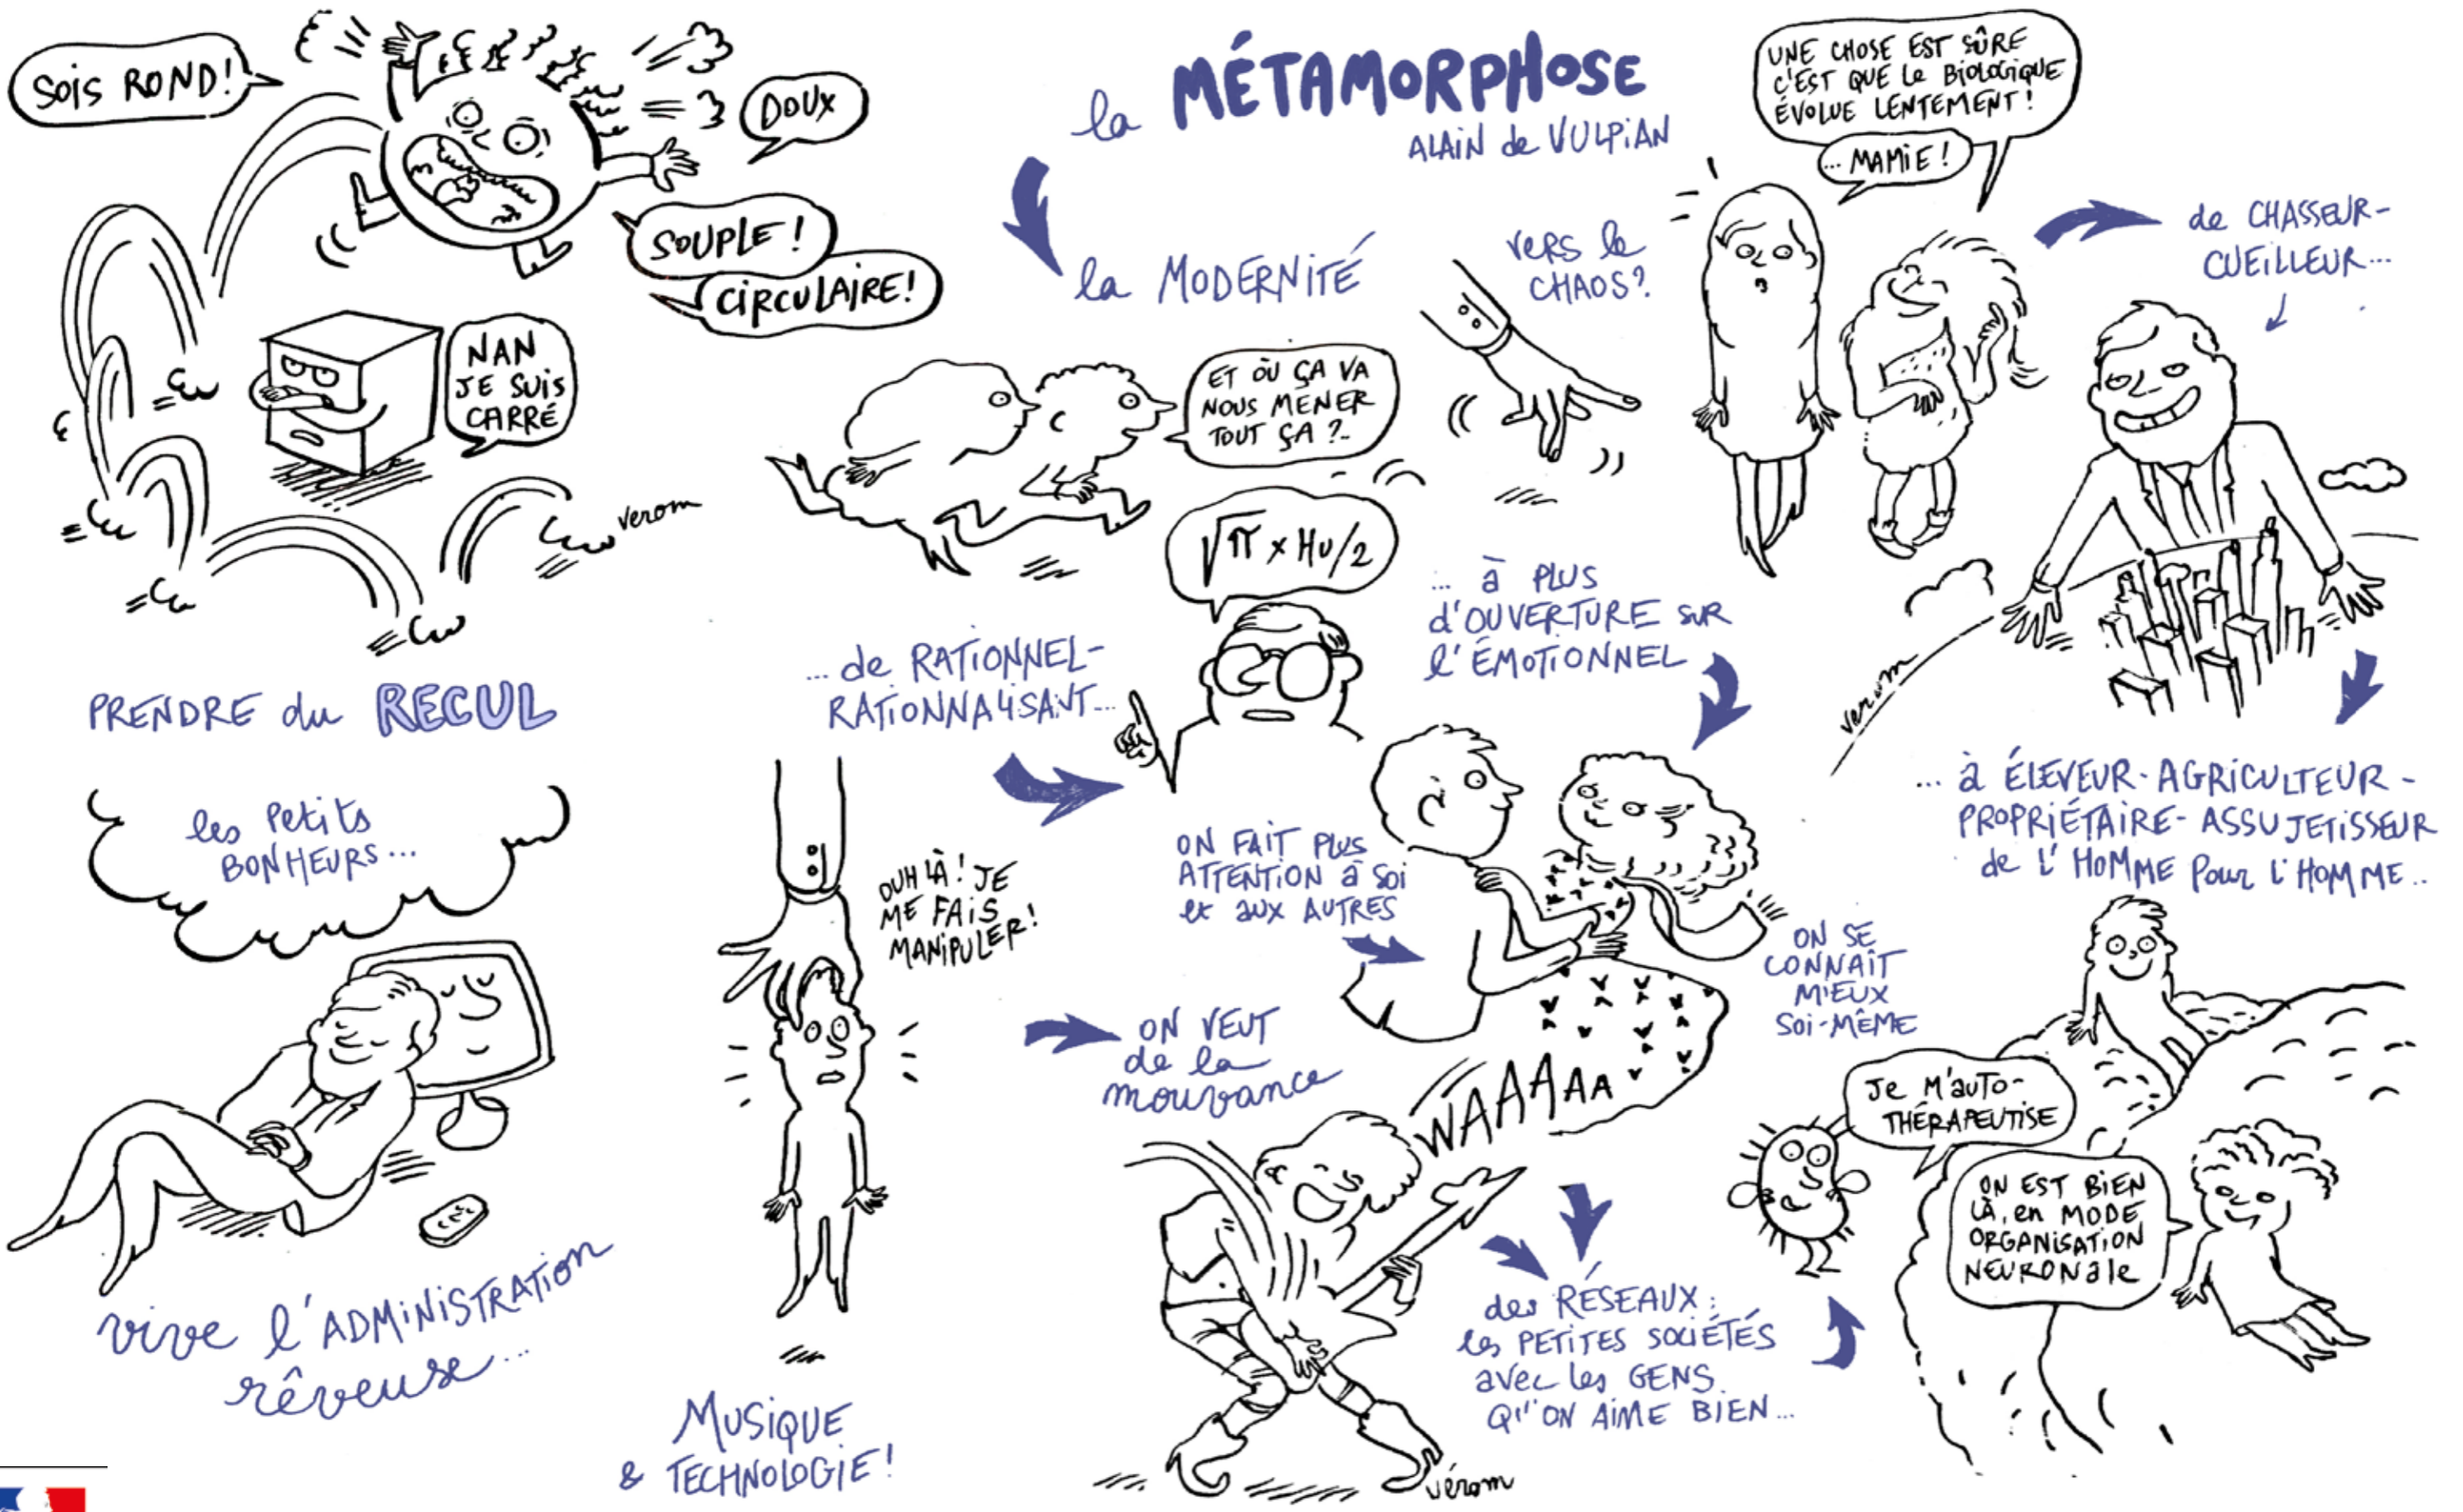 SOIS ROND!
DOUX
SOUPLE!
CIRCULAIRE!
NAN
JE SUIS
CARRÉ
verom
PRENDRE du RECUL
les Petits
BONHEURS...
vive l'ADMINISTRATION
rêveuse...
la MÉTAMORPHOSE
ALAIN de VULPIAN
la MODERNITÉ
ET OÙ ÇA VA
NOUS MENER
TOUT ÇA ?..
vers le
CHAOS?
UNE CHOSE EST SÛRE
C'EST QUE le BIOLOGIQUE
ÉVOLUE LENTEMENT!
... MAMIE!
de CHASSEUR-
CUEILLEUR...
verom
... à ÉLEVEUR-AGRICULTEUR-
PROPRIÉTAIRE-ASSUJETISSEUR
de L'HOMME Pour L'HOMME..
... de RATIONNEL-
RATIONNALISANT...
√π x Hu/2
... à PLUS
d'OUVERTURE SUR
l'ÉMOTIONNEL
OUH LÀ! JE
ME FAIS
MANIPULER!
MUSIQUE
& TECHNOLOGIE!
ON FAIT PLUS
ATTENTION à SOI
et AUX AUTRES
ON SE
CONNAÎT
MIEUX
SOI-MÊME
ON VEUT
de la
mouvance
WAAAAA
vérom
des RÉSEAUX:
les PETITES SOCIÉTÉS
avec les GENS
QU'ON AIME BIEN...
Je M'AUTO-
THÉRAPEUTISE
ON EST BIEN
LÀ, en MODE
ORGANISATION
NEURONale